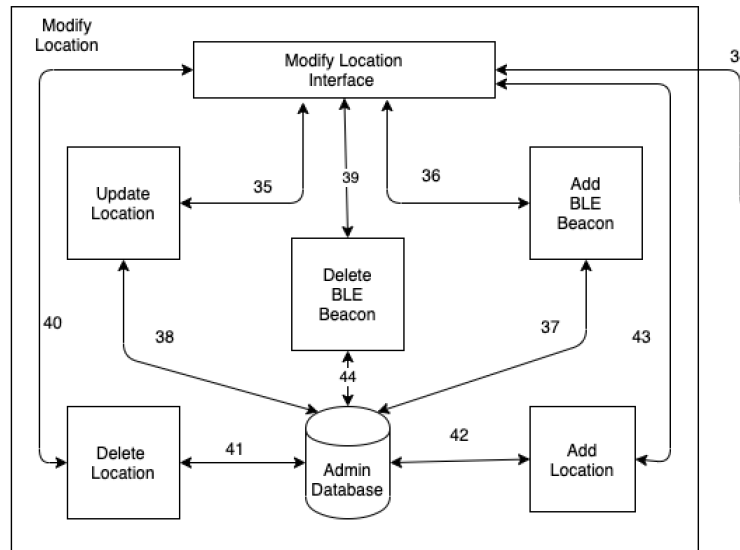 Modify
Location
3
Modify Location
Interface
Update
Location
35
39
36
Add
BLE
Beacon
Delete
BLE
Beacon
40
38
37
43
44
Delete
Location
41
Admin
Database
42
Add
Location